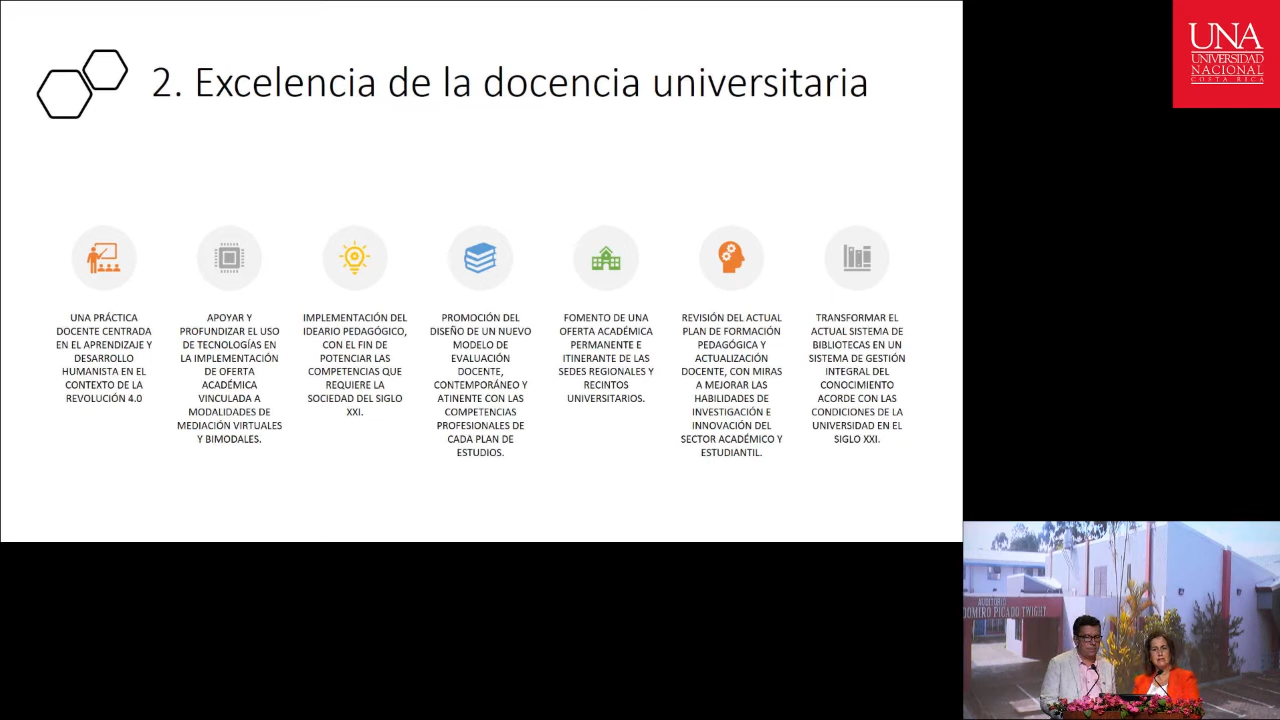 2. Excelencia de la docencia universitaria
UNA PRÁCTICA
DOCENTE CENTRADA
EN EL APRENDIZAJE Y
DESARROLLO
HUMANISTA EN EL
CONTEXTO DE LA
REVOLUCIÓN 4.0
APOYAR Y
PROFUNDIZAR EL USO
DE TECNOLOGÍAS EN
LA IMPLEMENTACIÓN
DE OFERTA
ACADÉMICA
VINCULADA A
MODALIDADES DE
MEDIACIÓN VIRTUALES
Y BIMODALES.
IMPLEMENTACIÓN DEL
IDEARIO PEDAGÓGICO,
CON EL FIN DE
POTENCIAR LAS
COMPETENCIAS QUE
REQUIERE LA
SOCIEDAD DEL SIGLO
XXI.
PROMOCIÓN DEL
DISEÑO DE UN NUEVO
MODELO DE
EVALUACIÓN
DOCENTE,
CONTEMPORÁNEO Y
ATINENTE CON LAS
COMPETENCIAS
PROFESIONALES DE
CADA PLAN DE
ESTUDIOS.
FOMENTO DE UNA
OFERTA ACADÉMICA
PERMANENTE E
ITINERANTE DE LAS
SEDES REGIONALES Y
RECINTOS
UNIVERSITARIOS.
REVISIÓN DEL ACTUAL
PLAN DE FORMACIÓN
PEDAGÓGICA Y
ACTUALIZACIÓN
DOCENTE, CON MIRAS
A MEJORAR LAS
HABILIDADES DE
INVESTIGACIÓN E
INNOVACIÓN DEL
SECTOR ACADÉMICO Y
ESTUDIANTIL.
TRANSFORMAR EL
ACTUAL SISTEMA DE
BIBLIOTECAS EN UN
SISTEMA DE GESTIÓN
INTEGRAL DEL
CONOCIMIENTO
ACORDE CON LAS
CONDICIONES DE LA
UNIVERSIDAD EN EL
SIGLO XXI.
UNA
UNIVERSIDAD
NACIONAL
COSTA RICA
AUDITORIO
PICADO TWIGHT